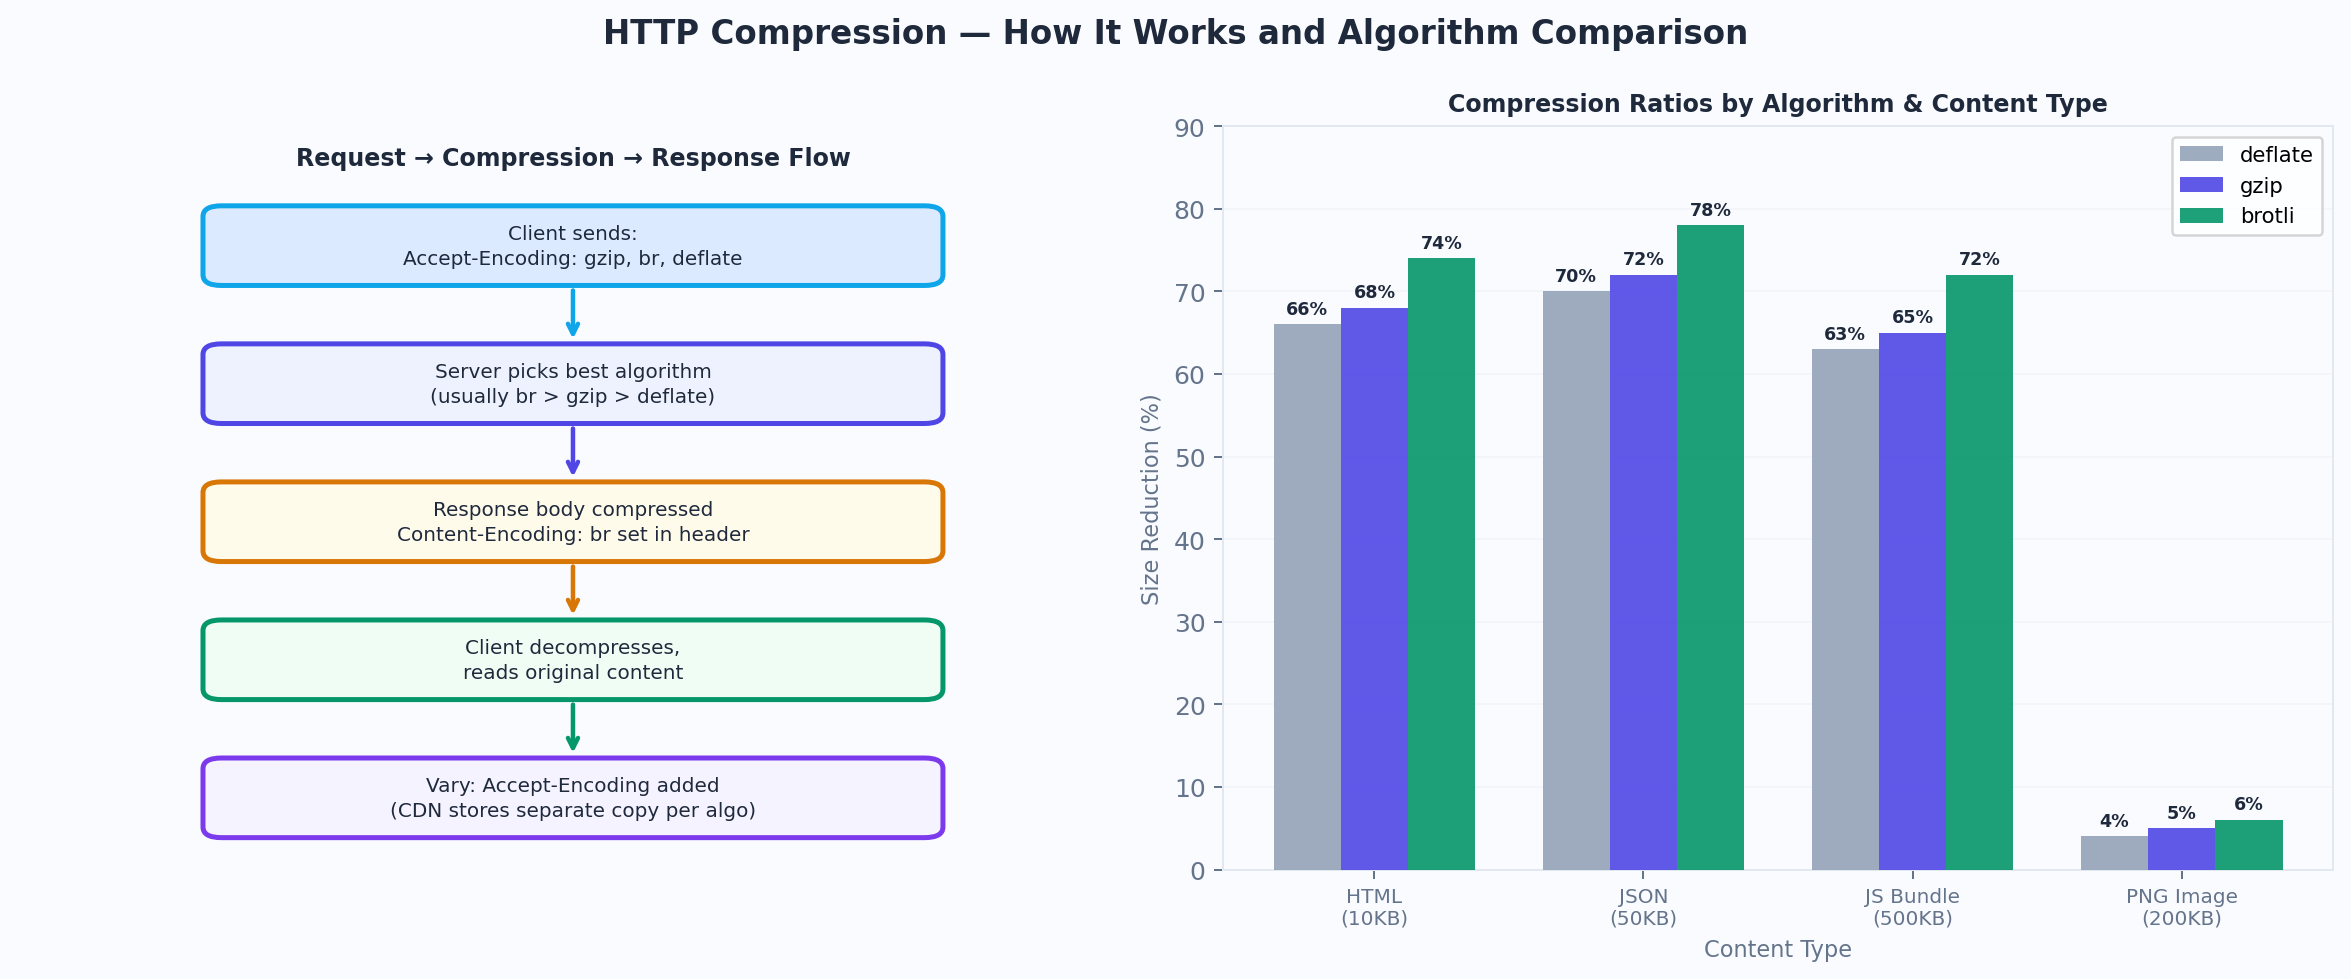 HTTP Compression — How It Works and Algorithm Comparison
Request → Compression → Response Flow
Client sends:
Accept-Encoding: gzip, br, deflate
Server picks best algorithm
(usually br > gzip > deflate)
Response body compressed
Content-Encoding: br set in header
Client decompresses,
reads original content
Vary: Accept-Encoding added
(CDN stores separate copy per algo)
Compression Ratios by Algorithm & Content Type
90
80
70
60
50
40
30
20
10
0
Size Reduction (%)
deflate
gzip
brotli
66%
68%
74%
70%
72%
78%
63%
65%
72%
4%
5%
6%
HTML
(10KB)
JSON
(50KB)
JS Bundle
(500KB)
PNG Image
(200KB)
Content Type